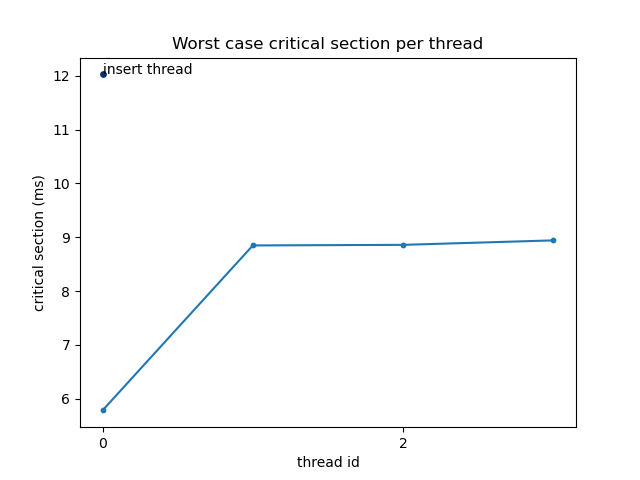 Worst case critical section per thread
12
insert thread
11
10
9
8
7
6
critical section (ms)
0
2
thread id